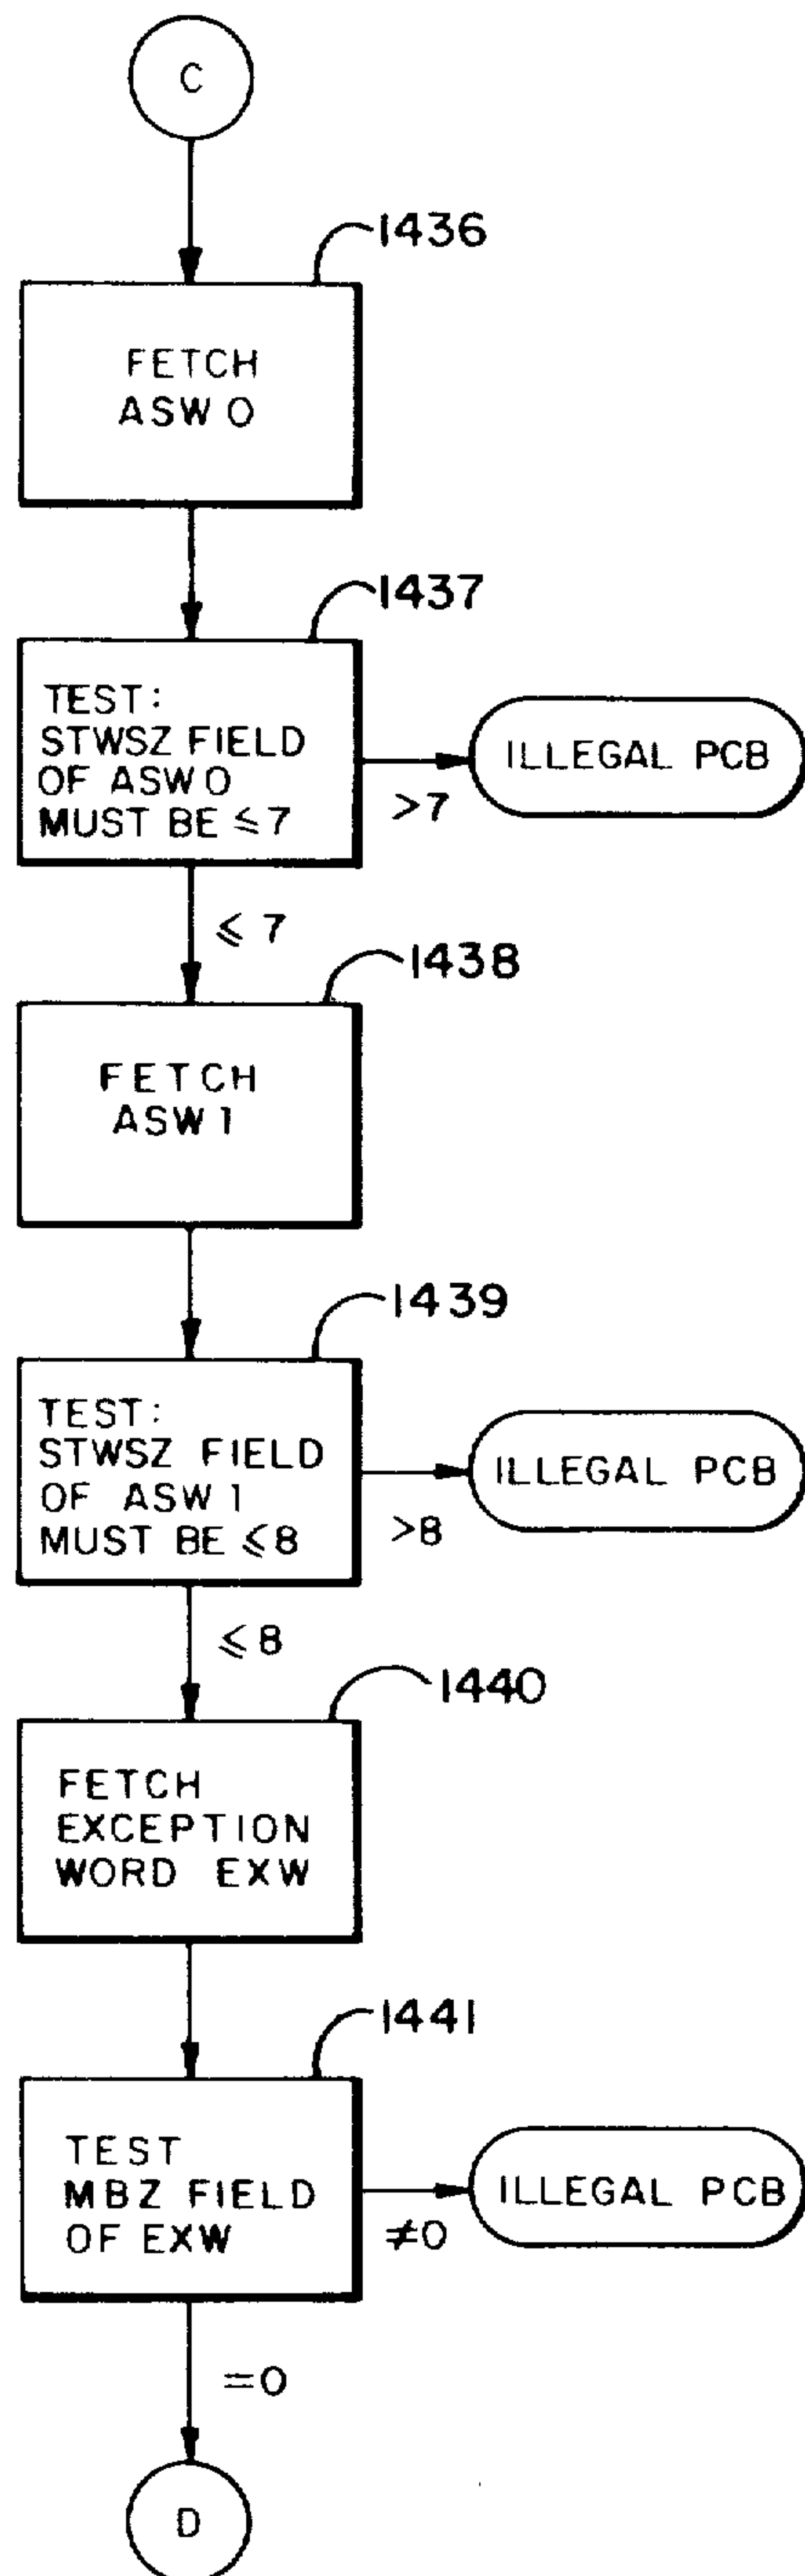 C
1436
FETCH
ASW 0
1437
TEST:
STWSZ FIELD
OF ASW 0
MUST BE ≤ 7
>7
ILLEGAL PCB
≤ 7
1438
FETCH
ASW 1
1439
TEST:
STWSZ FIELD
OF ASW 1
MUST BE ≤ 8
>8
ILLEGAL PCB
≤ 8
1440
FETCH
EXCEPTION
WORD EXW
1441
TEST
MBZ FIELD
OF EXW
≠0
ILLEGAL PCB
=0
D